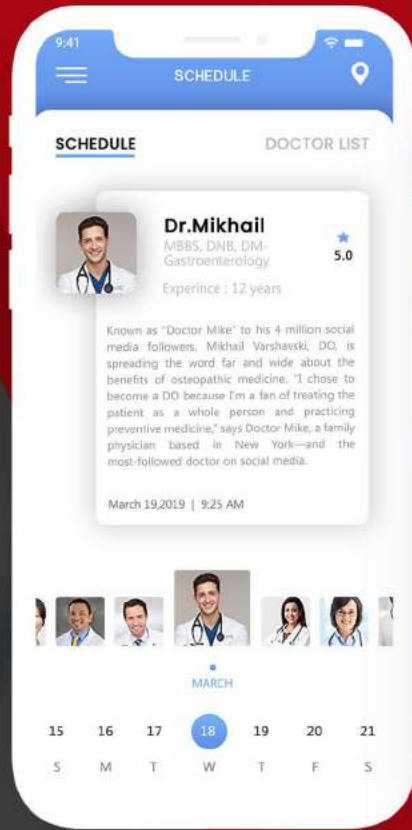 9:41
SCHEDULE
SCHEDULE DOCTOR LIST
Dr.Mikhail
MBBS, DNB, DM-
Gastroenterology
5.0
Experince : 12 years
Known as "Doctor Mike" to his 4 million social
media followers, Mikhail Varshavski, DO, is
spreading the word far and wide about the
benefits of osteopathic medicine. "I chose to
become a DO because I'm a fan of treating the
patient as a whole person and practicing
preventive medicine," says Doctor Mike, a family
physician based in New York—and the
most-followed doctor on social media.
March 19,2019 | 9:25 AM
MARCH
15 16 17 18 19 20 21
S M T W T F S